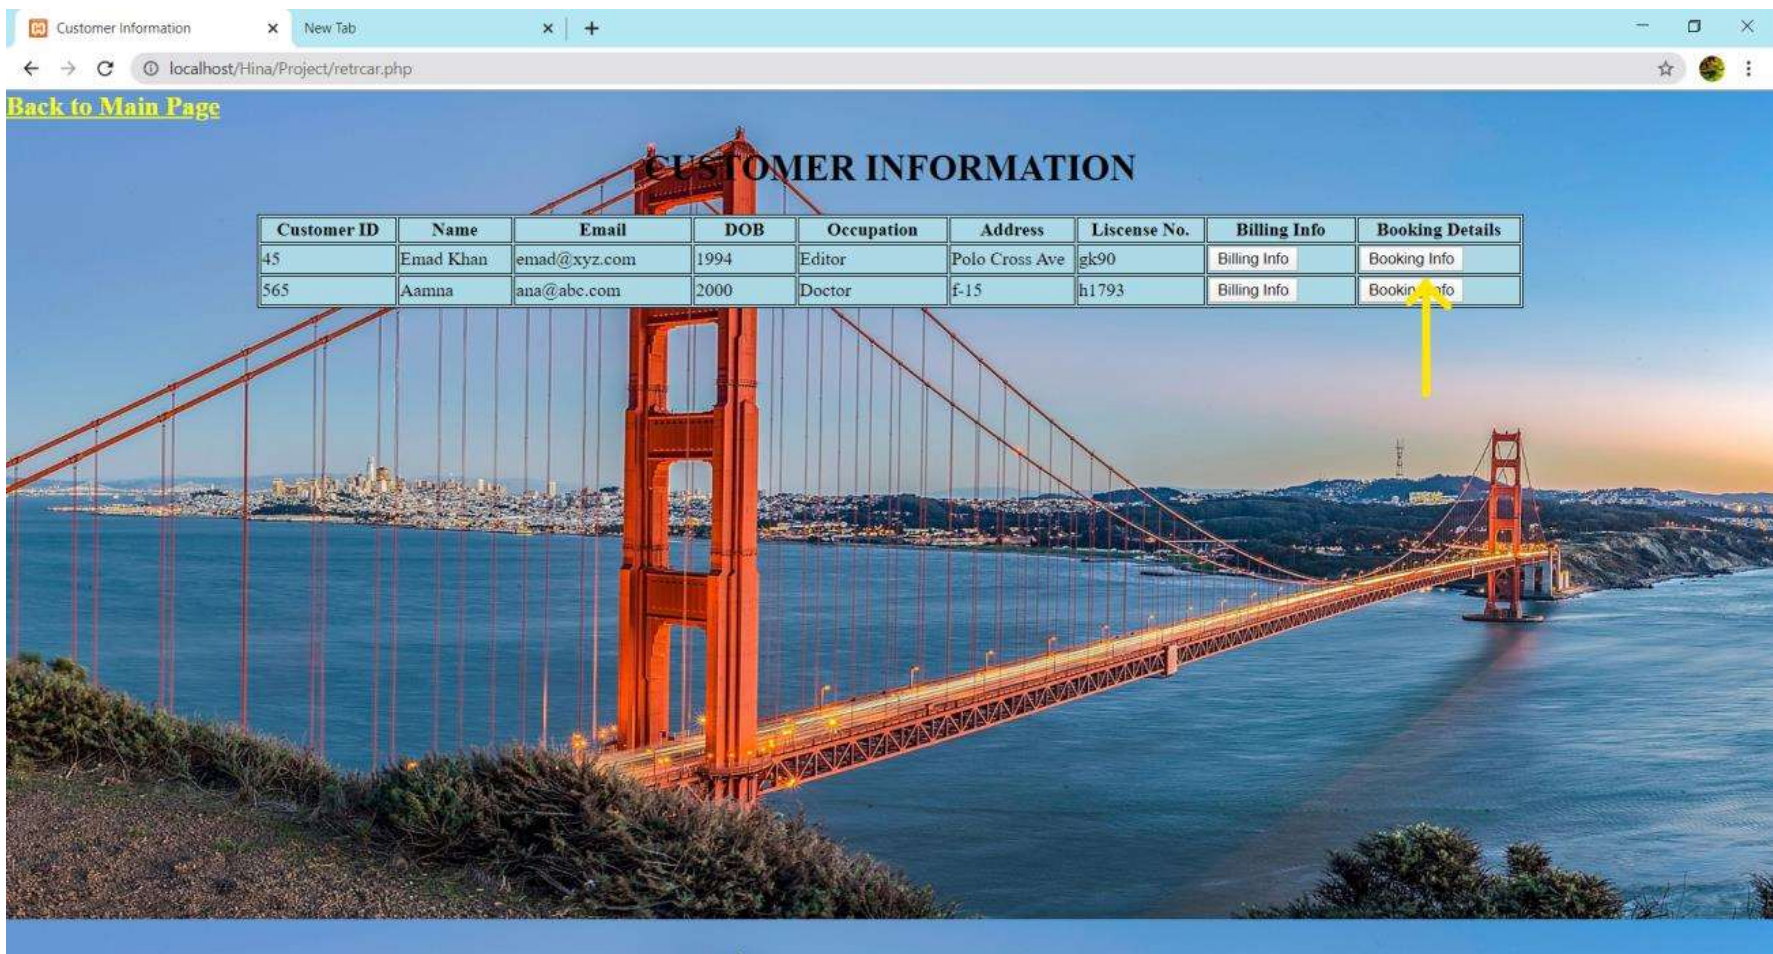 Customer Information
New Tab
localhost/Hina/Project/retrcar.php
Back to Main Page
CUSTOMER INFORMATION
Customer ID Name Email DOB Occupation Address Liscense No. Billing Info Booking Details
45 Emad Khan emad@xyz.com 1994 Editor Polo Cross Ave gk90 Billing Info Booking Info
565 Aamna ana@abc.com 2000 Doctor f-15 h1793 Billing Info Booking Info